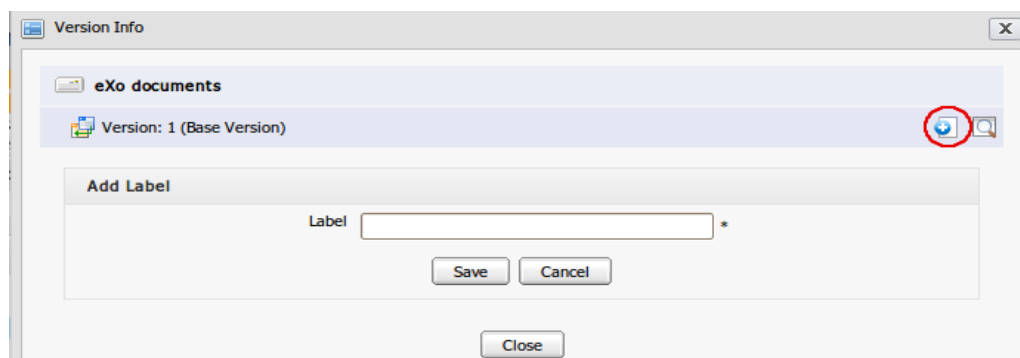 Version Info
eXo documents
Version: 1 (Base Version)
Add Label
Label *
Save Cancel
Close